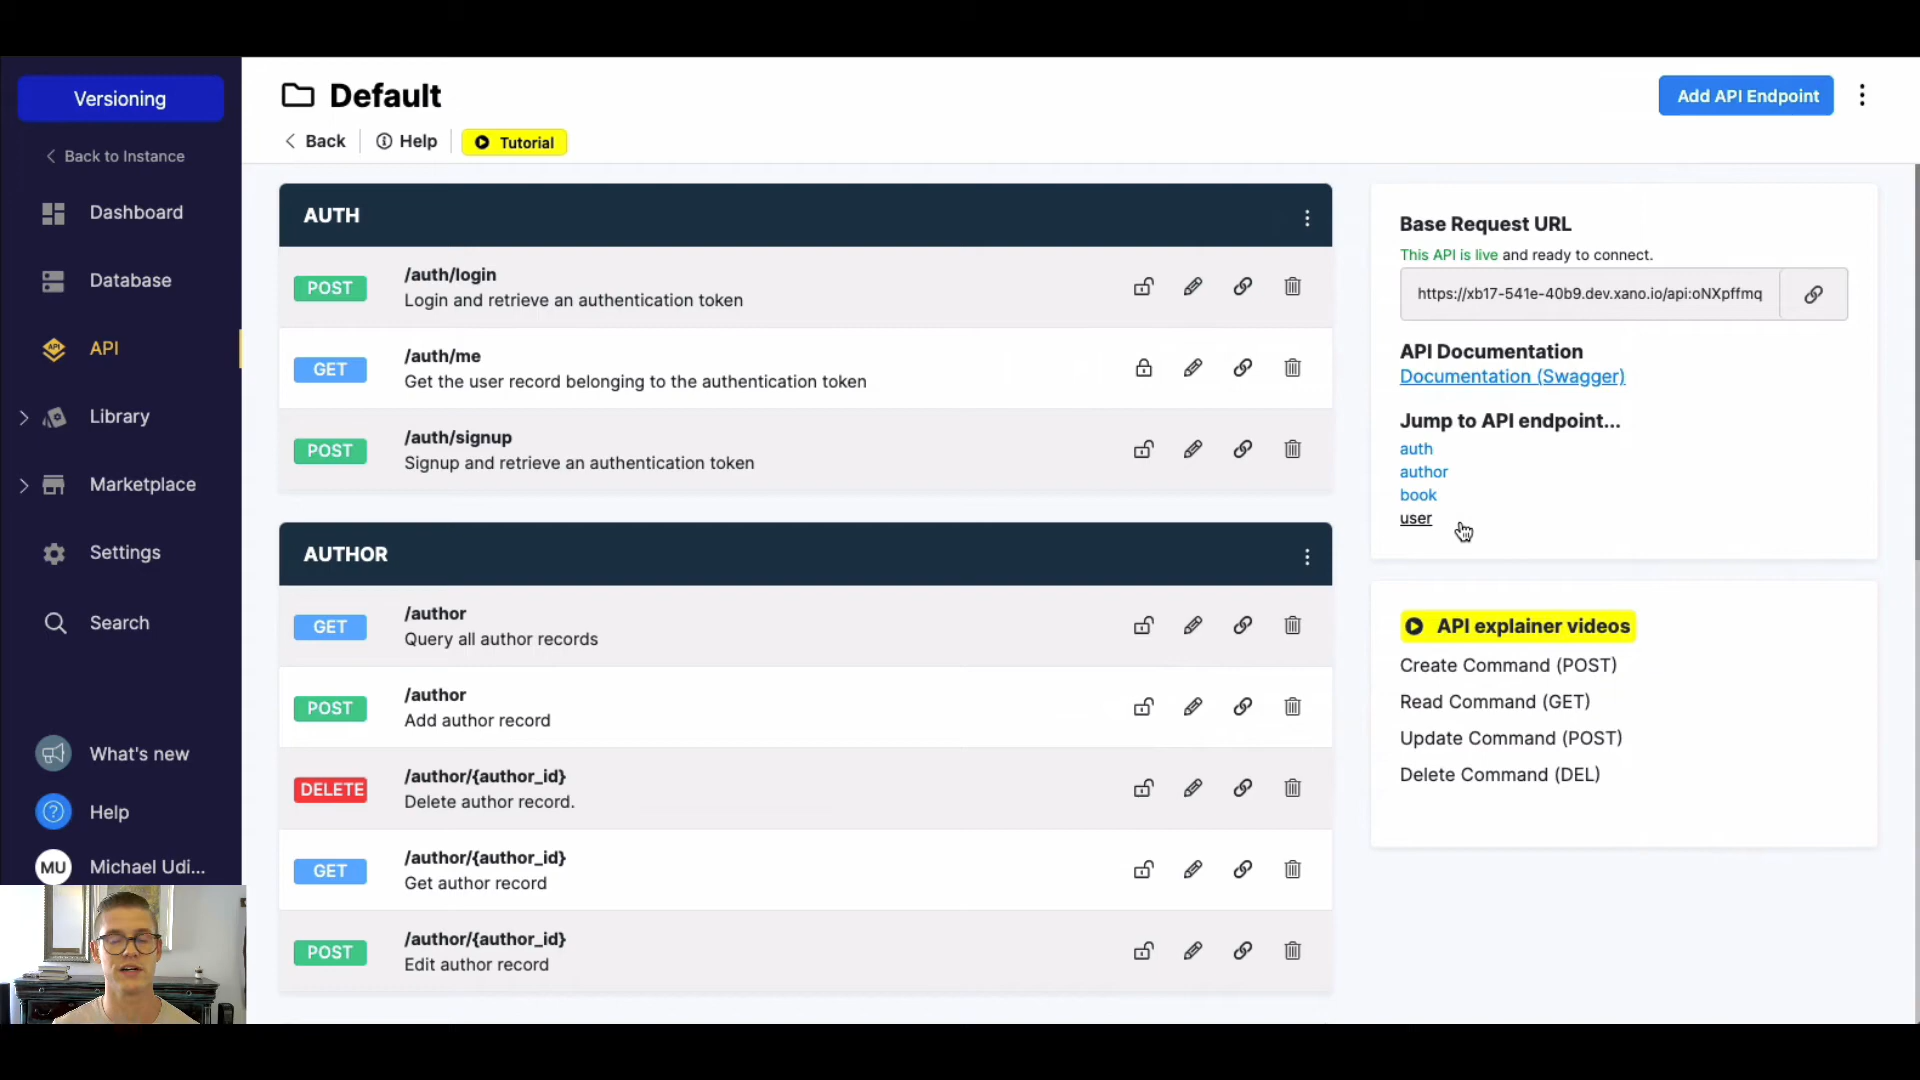 Versioning
Back to Instance
Dashboard
Database
API
API
Library
Marketplace
Settings
Search
What's new
? Help
MU Michael Udi...
Default
Back
Help
Tutorial
Add API Endpoint
AUTH
POST
/auth/login
Login and retrieve an authentication token
GET
/auth/me
Get the user record belonging to the authentication token
POST
/auth/signup
Signup and retrieve an authentication token
AUTHOR
GET
/author
Query all author records
POST
/author
Add author record
DELETE
/author/{author_id}
Delete author record.
GET
/author/{author_id}
Get author record
POST
/author/{author_id}
Edit author record
Base Request URL
This API is live and ready to connect.
https://xb17-541e-40b9.dev.xano.io/api:oNXpffmq
API Documentation
Documentation (Swagger)
Jump to API endpoint...
auth
author
book
user
API explainer videos
Create Command (POST)
Read Command (GET)
Update Command (POST)
Delete Command (DEL)